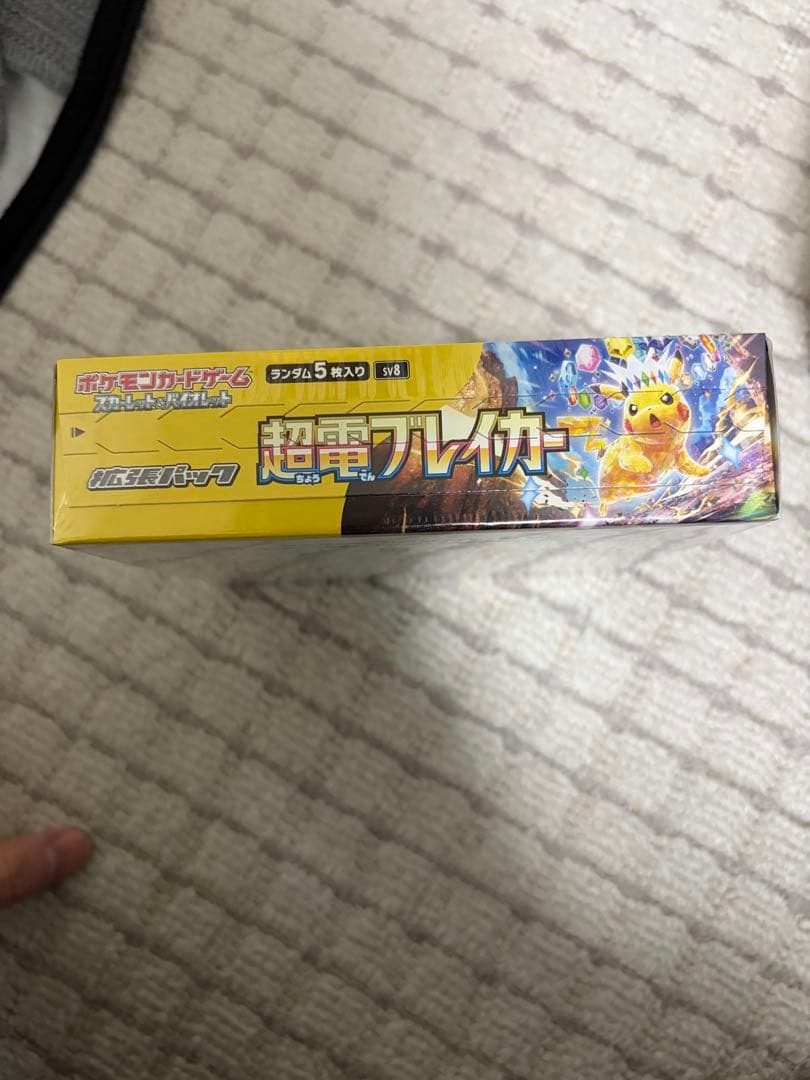 ポケモンカードゲーム
スカーレット&バイオレット
ランダム5枚入り
SV8
拡張パック
超電ブレイカー
ちょう でん